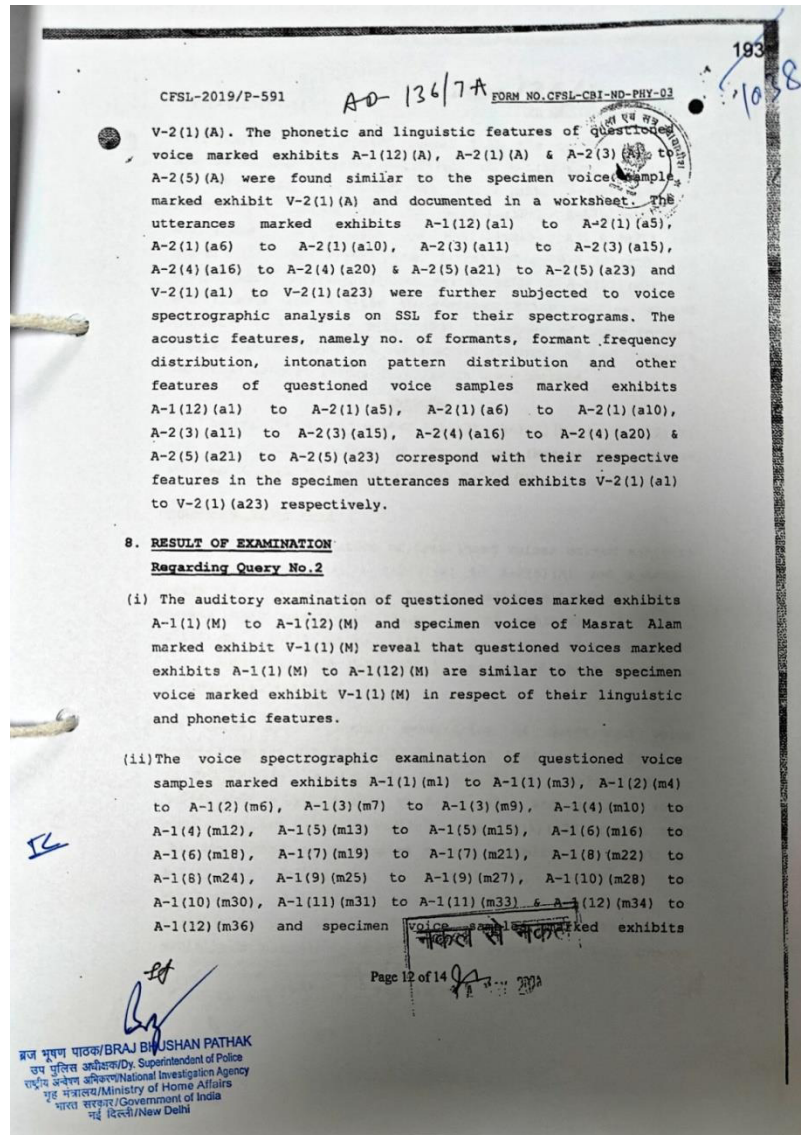 193
1038
CFSL-2019/P-591
AD-136/7A
FORM NO.CFSL-CBI-ND-PHY-03
V-2(1)(A). The phonetic and linguistic features of questioned
voice marked exhibits A-1(12)(A), A-2(1)(A) & A-2(3)(A) to
A-2(5)(A) were found similar to the specimen voice sample
marked exhibit V-2(1)(A) and documented in a worksheet. The
utterances marked exhibits A-1(12)(a1) to A-2(1)(a5),
A-2(1)(a6) to A-2(1)(a10), A-2(3)(a11) to A-2(3)(a15),
A-2(4)(a16) to A-2(4)(a20) & A-2(5)(a21) to A-2(5)(a23) and
V-2(1)(a1) to V-2(1)(a23) were further subjected to voice
spectrographic analysis on SSL for their spectrograms. The
acoustic features, namely no. of formants, formant frequency
distribution, intonation pattern distribution and other
features of questioned voice samples marked exhibits
A-1(12)(a1) to A-2(1)(a5), A-2(1)(a6) to A-2(1)(a10),
A-2(3)(a11) to A-2(3)(a15), A-2(4)(a16) to A-2(4)(a20) &
A-2(5)(a21) to A-2(5)(a23) correspond with their respective
features in the specimen utterances marked exhibits V-2(1)(a1)
to V-2(1)(a23) respectively.
8. RESULT OF EXAMINATION
Regarding Query No.2
(i) The auditory examination of questioned voices marked exhibits
A-1(1)(M) to A-1(12)(M) and specimen voice of Masrat Alam
marked exhibit V-1(1)(M) reveal that questioned voices marked
exhibits A-1(1)(M) to A-1(12)(M) are similar to the specimen
voice marked exhibit V-1(1)(M) in respect of their linguistic
and phonetic features.
(ii)The voice spectrographic examination of questioned voice
samples marked exhibits A-1(1)(m1) to A-1(1)(m3), A-1(2)(m4)
to A-1(2)(m6), A-1(3)(m7) to A-1(3)(m9), A-1(4)(m10) to
A-1(4)(m12), A-1(5)(m13) to A-1(5)(m15), A-1(6)(m16) to
A-1(6)(m18), A-1(7)(m19) to A-1(7)(m21), A-1(8)(m22) to
A-1(8)(m24), A-1(9)(m25) to A-1(9)(m27), A-1(10)(m28) to
A-1(10)(m30), A-1(11)(m31) to A-1(11)(m33) & A-1(12)(m34) to
A-1(12)(m36) and specimen voice samples marked exhibits
नकल से नकल
Page 12 of 14
ब्रज भूषण पाठक/BRAJ BHUSHAN PATHAK
उप पुलिस अधीक्षक/Dy. Superintendent of Police
राष्ट्रीय अन्वेषण अभिकरण/National Investigation Agency
गृह मंत्रालय/Ministry of Home Affairs
भारत सरकार/Government of India
नई दिल्ली/New Delhi